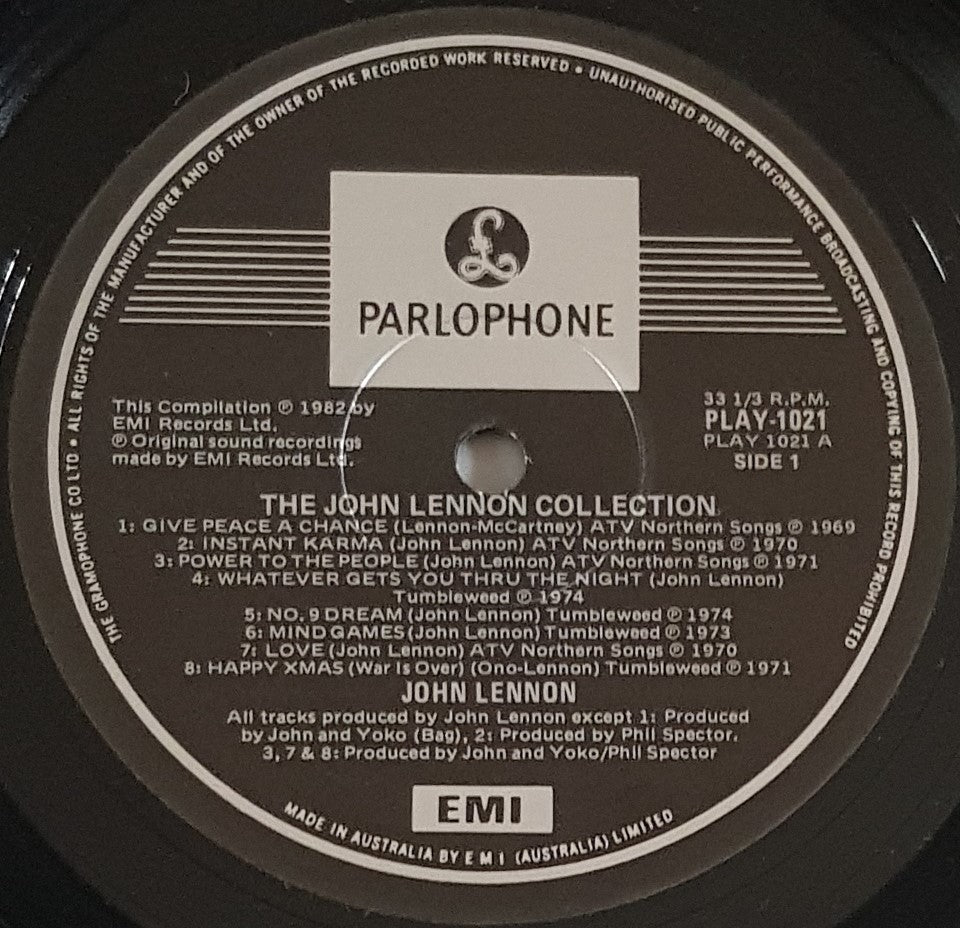 THE GRAMOPHONE CO LTD • ALL RIGHTS OF THE MANUFACTURER AND OF THE OWNER OF THE RECORDED WORK RESERVED • UNAUTHORISED PUBLIC PERFORMANCE BROADCASTING AND COPYING OF THIS RECORD PROHIBITED
£
PARLOPHONE
This Compilation ℗ 1982 by
EMI Records Ltd.
℗ Original sound recordings
made by EMI Records Ltd.
33 1/3 R.P.M.
PLAY-1021
PLAY 1021 A
SIDE 1
THE JOHN LENNON COLLECTION
1: GIVE PEACE A CHANCE (Lennon-McCartney) ATV Northern Songs ℗ 1969
2: INSTANT KARMA (John Lennon) ATV Northern Songs ℗ 1970
3: POWER TO THE PEOPLE (John Lennon) ATV Northern Songs ℗ 1971
4: WHATEVER GETS YOU THRU THE NIGHT (John Lennon)
Tumbleweed ℗ 1974
5: NO. 9 DREAM (John Lennon) Tumbleweed ℗ 1974
6: MIND GAMES (John Lennon) Tumbleweed ℗ 1973
7: LOVE (John Lennon) ATV Northern Songs ℗ 1970
8: HAPPY XMAS (War Is Over) (Ono-Lennon) Tumbleweed ℗ 1971
JOHN LENNON
All tracks produced by John Lennon except 1: Produced
by John and Yoko (Bag), 2: Produced by Phil Spector.
3, 7 & 8: Produced by John and Yoko/Phil Spector
EMI
MADE IN AUSTRALIA BY E M I (AUSTRALIA) LIMITED